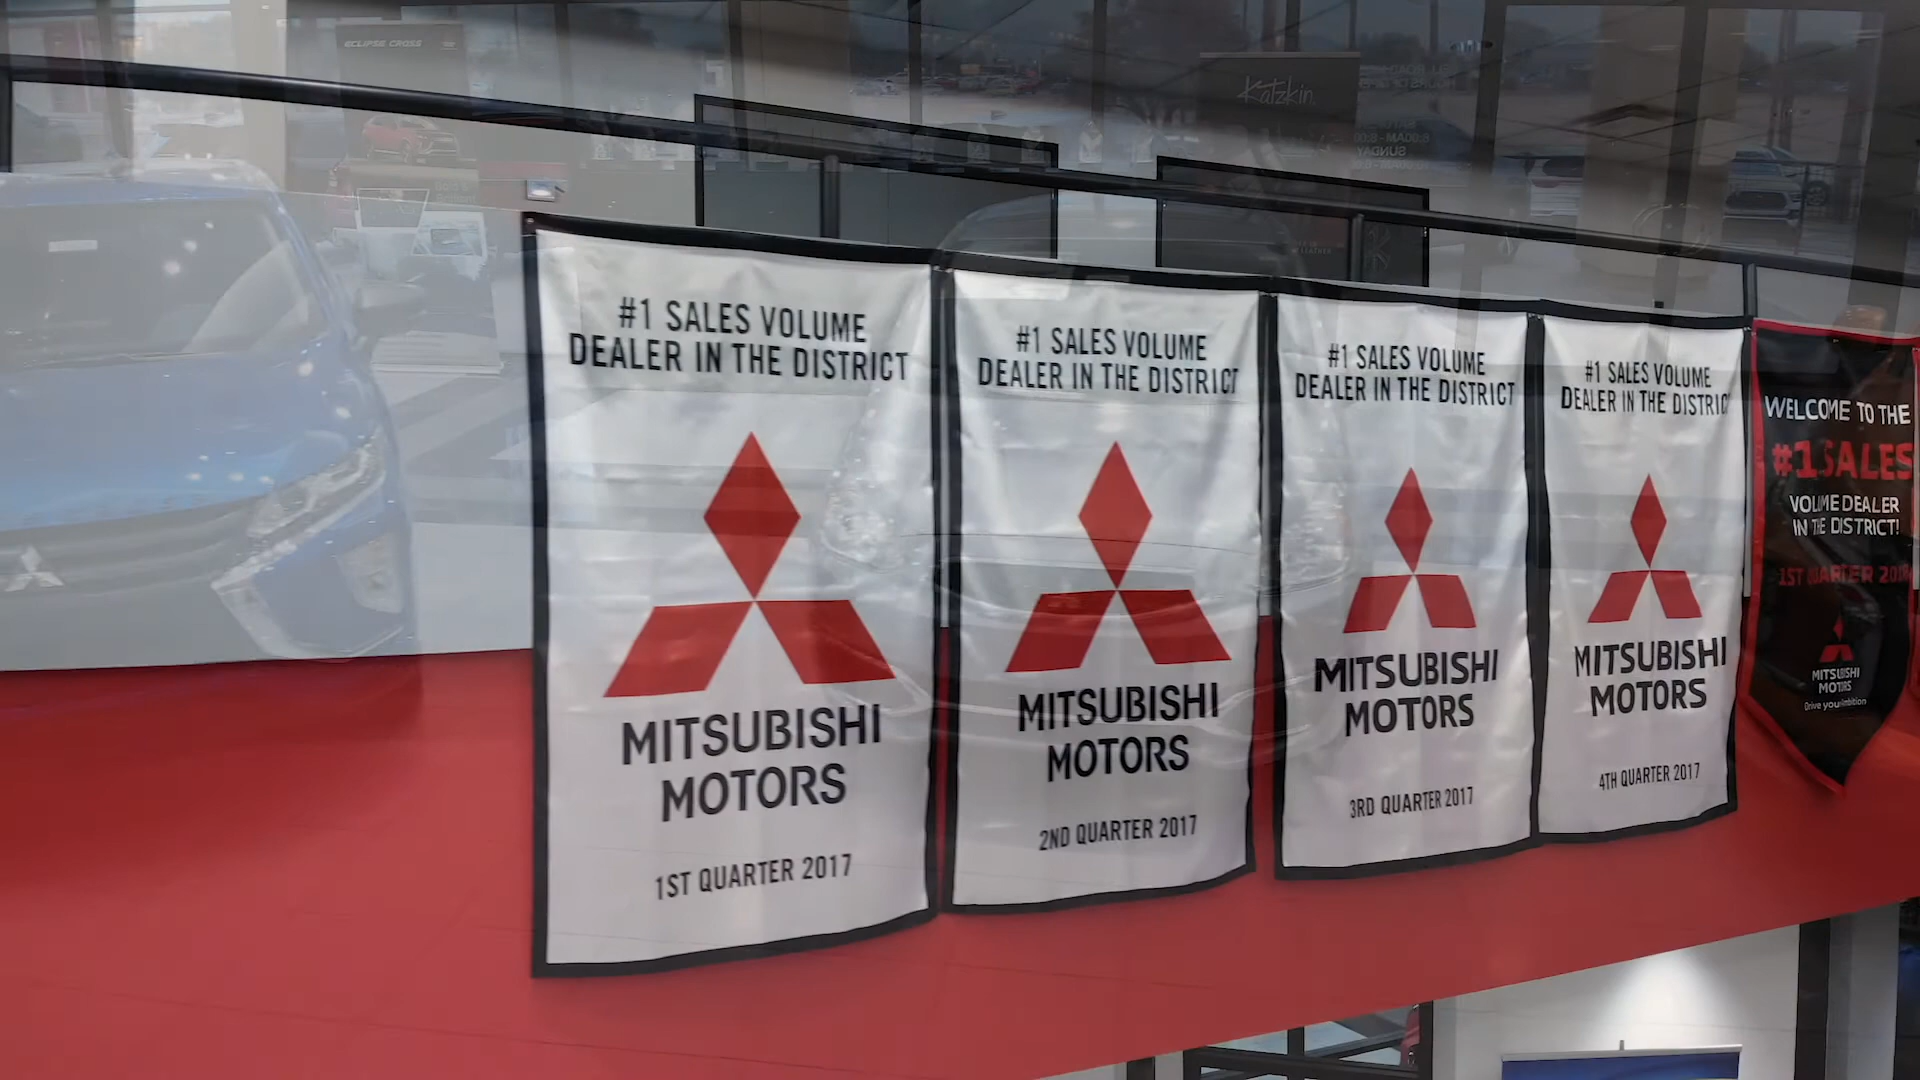 ECLIPSE CROSS
Katzkin
#1 SALES VOLUME
DEALER IN THE DISTRICT
MITSUBISHI
MOTORS
1ST QUARTER 2017
#1 SALES VOLUME
DEALER IN THE DISTRICT
MITSUBISHI
MOTORS
2ND QUARTER 2017
#1 SALES VOLUME
DEALER IN THE DISTRICT
MITSUBISHI
MOTORS
3RD QUARTER 2017
#1 SALES VOLUME
DEALER IN THE DISTRICT
MITSUBISHI
MOTORS
4TH QUARTER 2017
WELCOME TO THE
#1 SALES
VOLUME DEALER
IN THE DISTRICT!
1ST QUARTER
MITSUBISHI
MOTORS
Drive your Ambition